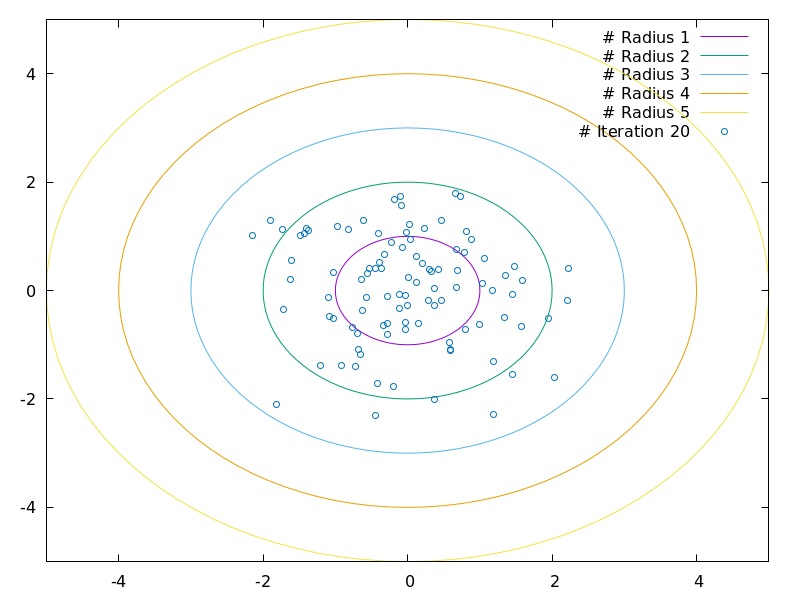 # Radius 1
# Radius 2
# Radius 3
# Radius 4
# Radius 5
# Iteration 20
4
2
0
-2
-4
-4 -2 0 2 4